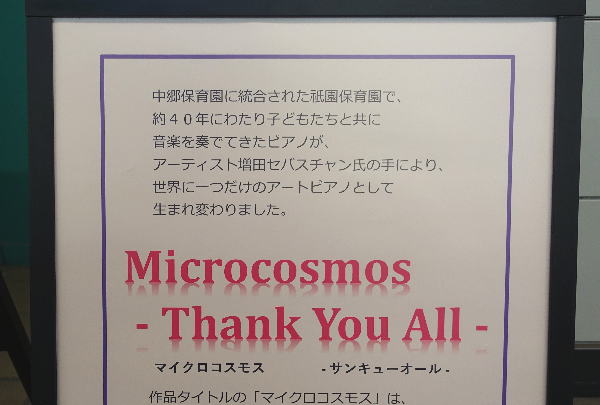 中郷保育園に統合された祇園保育園で、
約４０年にわたり子どもたちと共に
音楽を奏でてきたピアノが、
アーティスト増田セバスチャン氏の手により、
世界に一つだけのアートピアノとして
生まれ変わりました。
Microcosmos
- Thank You All -
マイクロコスモス　-サンキューオール-
作品タイトルの「マイクロコスモス」は、